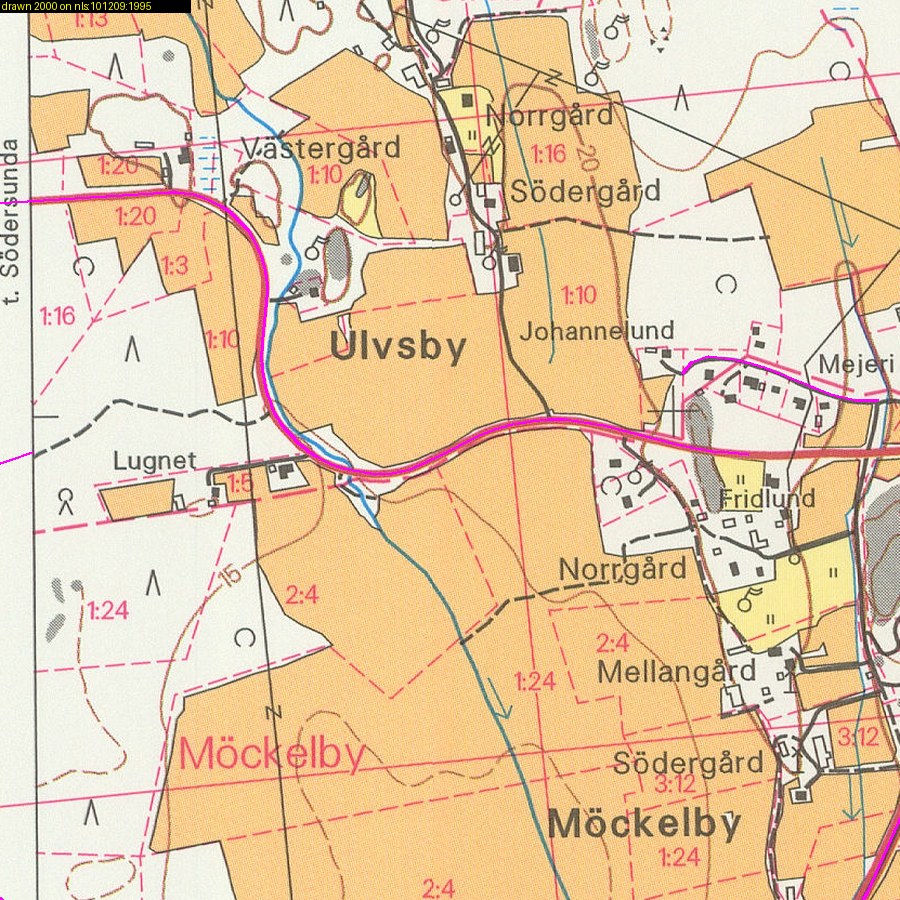 drawn 2000 on nls:101209:1995
1:13
Norrgård
Västergård
1:20
1:10
1:16
20
t. Södersunda
Södergård
1:20
1:3
1:16
1:10
1:10
Ulvsby
Johannelund
Mejeri
Lugnet
1:5
Fridlund
15
Norrgård
1:24
2:4
2:4
Mellangård
1:24
Möckelby
3:12
Södergård
3:12
Möckelby
1:24
2:4